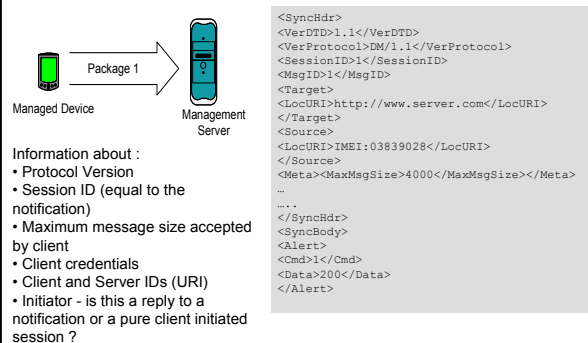 Package 1
Managed Device
Management
Server
Information about :
• Protocol Version
• Session ID (equal to the
notification)
• Maximum message size accepted
by client
• Client credentials
• Client and Server IDs (URI)
• Initiator - is this a reply to a
notification or a pure client initiated
session ?
<SyncHdr>
<VerDTD>1.1</VerDTD>
<VerProtocol>DM/1.1</VerProtocol>
<SessionID>1</SessionID>
<MsgID>1</MsgID>
<Target>
<LocURI>http://www.server.com</LocURI>
</Target>
<Source>
<LocURI>IMEI:03839028</LocURI>
</Source>
<Meta><MaxMsgSize>4000</MaxMsgSize></Meta>
…
…..
</SyncHdr>
<SyncBody>
<Alert>
<Cmd>1</Cmd>
<Data>200</Data>
</Alert>